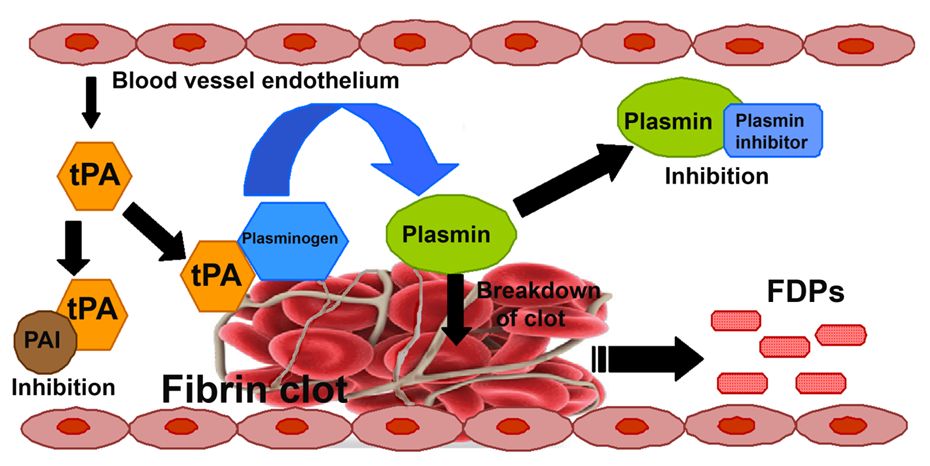 Blood vessel endothelium
tPA
tPA
PAI
Inhibition
tPA
Plasminogen
Plasmin
Breakdown
of clot
Fibrin clot
Plasmin
Plasmin
inhibitor
Inhibition
FDPs